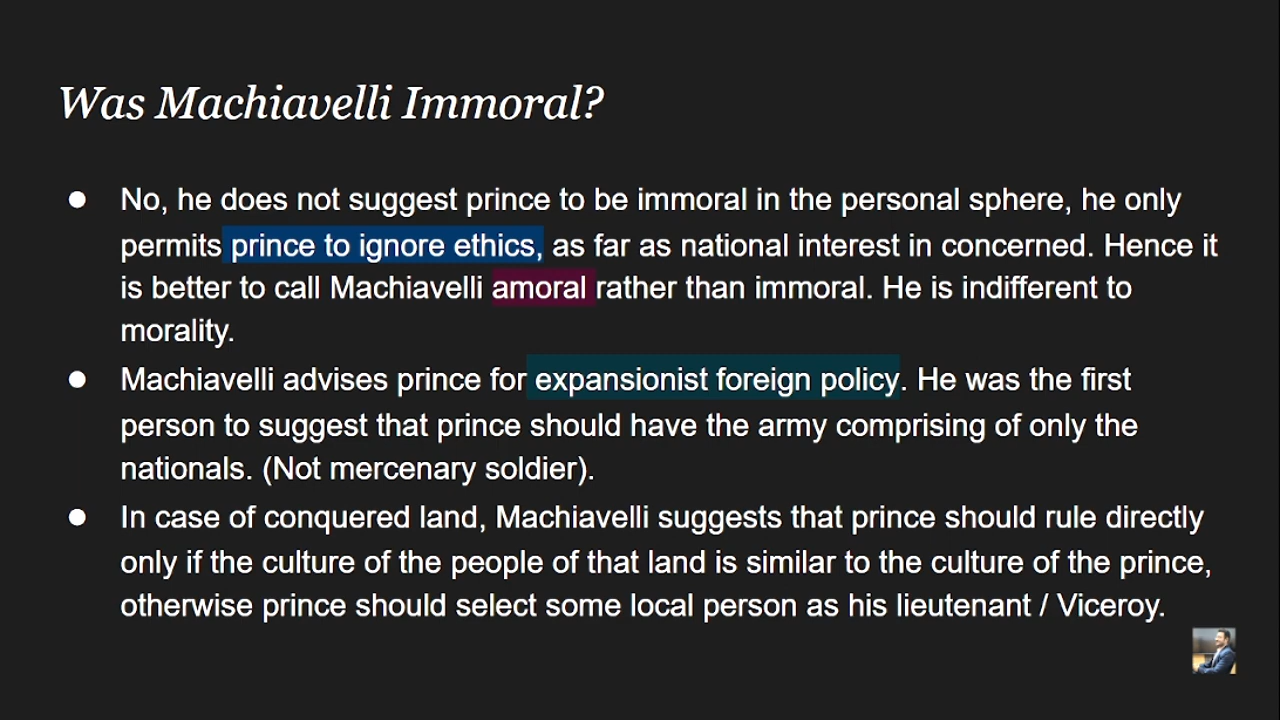 Was Machiavelli Immoral?
● No, he does not suggest prince to be immoral in the personal sphere, he only
permits prince to ignore ethics, as far as national interest in concerned. Hence it
is better to call Machiavelli amoral rather than immoral. He is indifferent to
morality.
● Machiavelli advises prince for expansionist foreign policy. He was the first
person to suggest that prince should have the army comprising of only the
nationals. (Not mercenary soldier).
● In case of conquered land, Machiavelli suggests that prince should rule directly
only if the culture of the people of that land is similar to the culture of the prince,
otherwise prince should select some local person as his lieutenant / Viceroy.